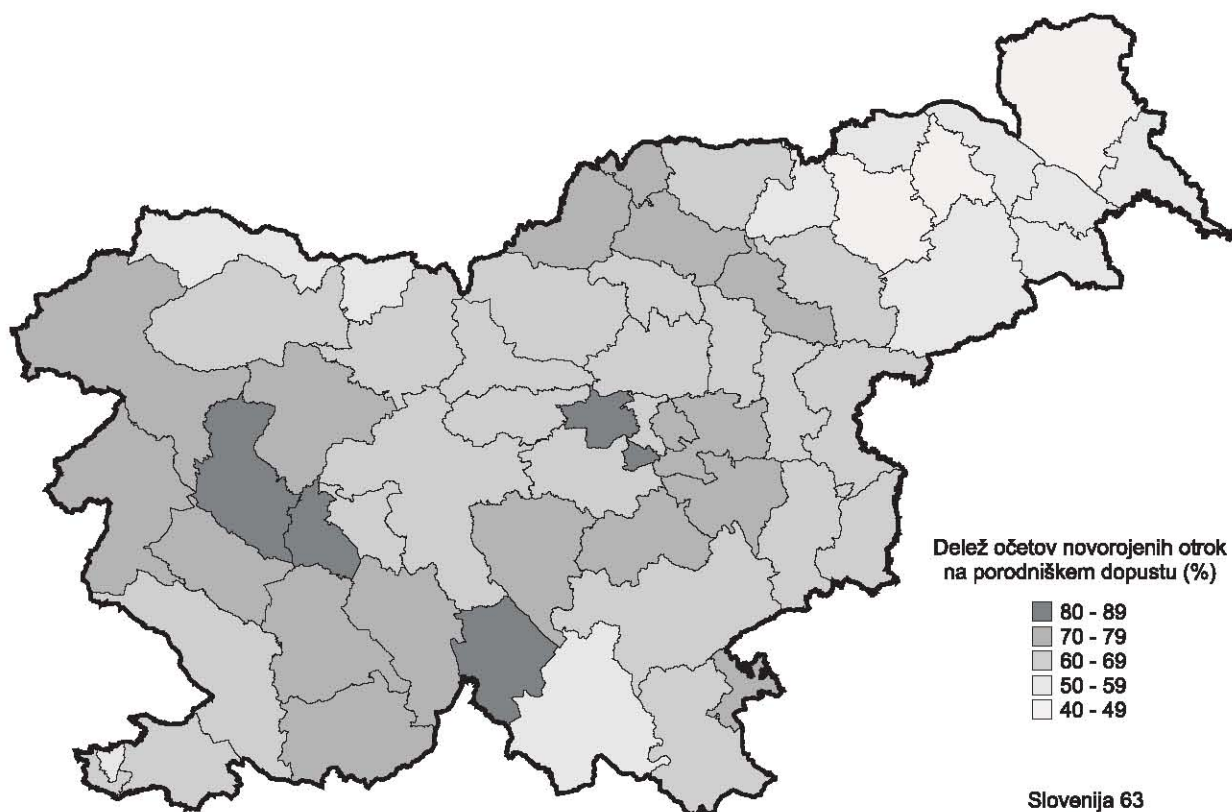 Delež očetov novorojenih otrok
na porodniškem dopustu (%)
80 - 89
70 - 79
60 - 69
50 - 59
40 - 49
Slovenija 63